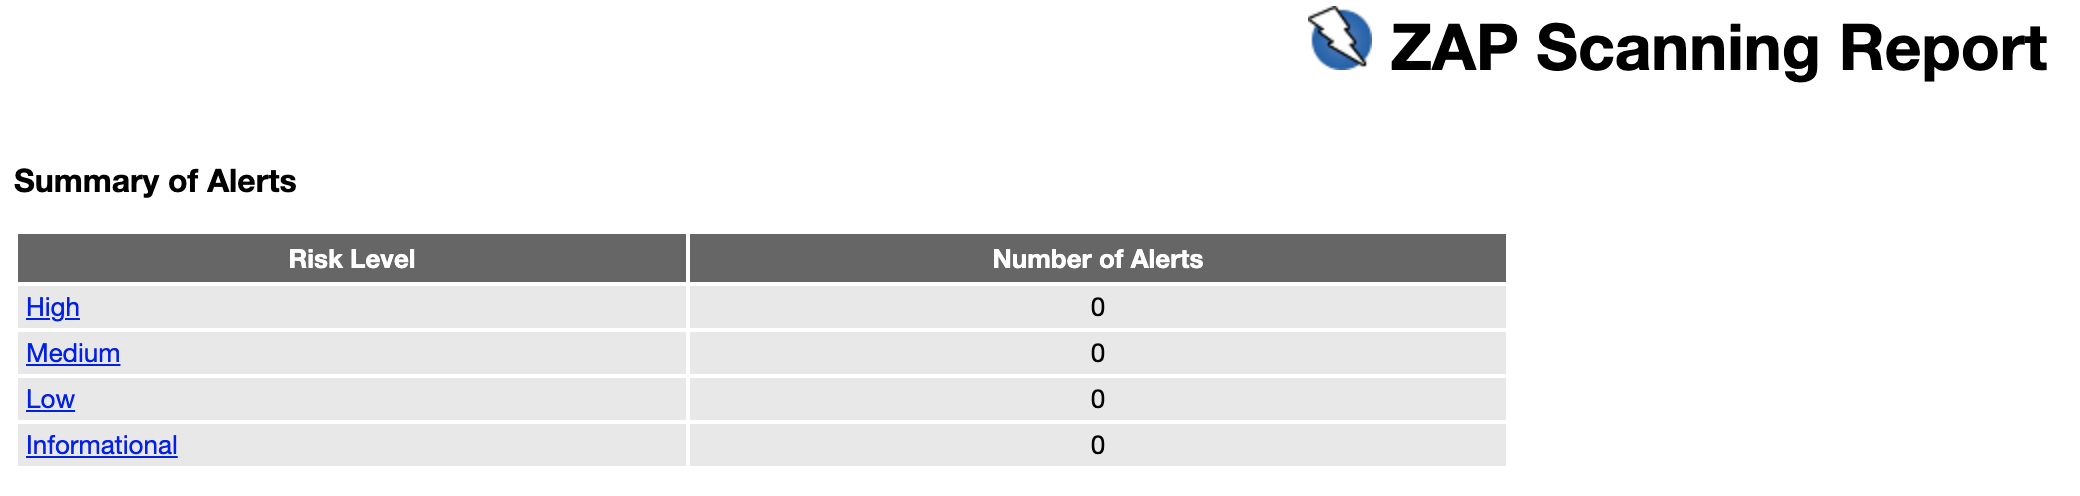 ZAP Scanning Report
Summary of Alerts
Risk Level Number of Alerts
High 0
Medium 0
Low 0
Informational 0